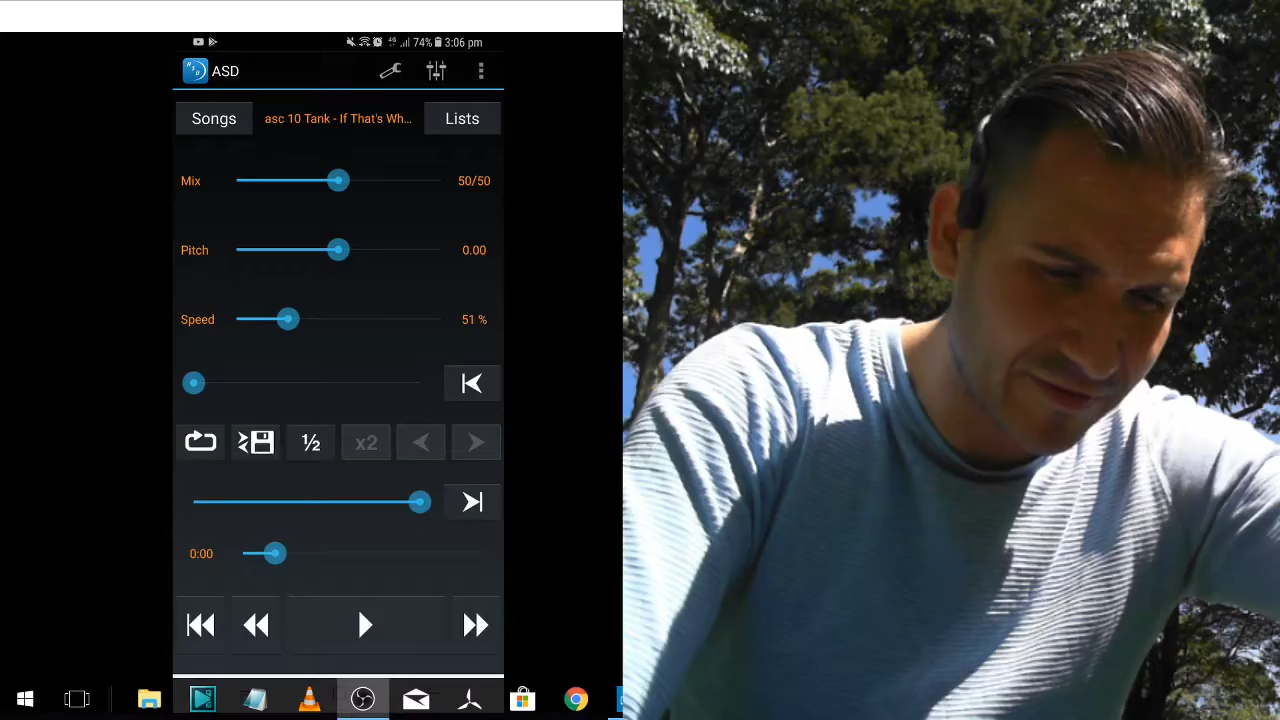 74% 3:06 pm
ASD
Songs asc 10 Tank - If That's Wh... Lists
Mix 50/50
Pitch 0.00
Speed 51 %
½ x2
0:00